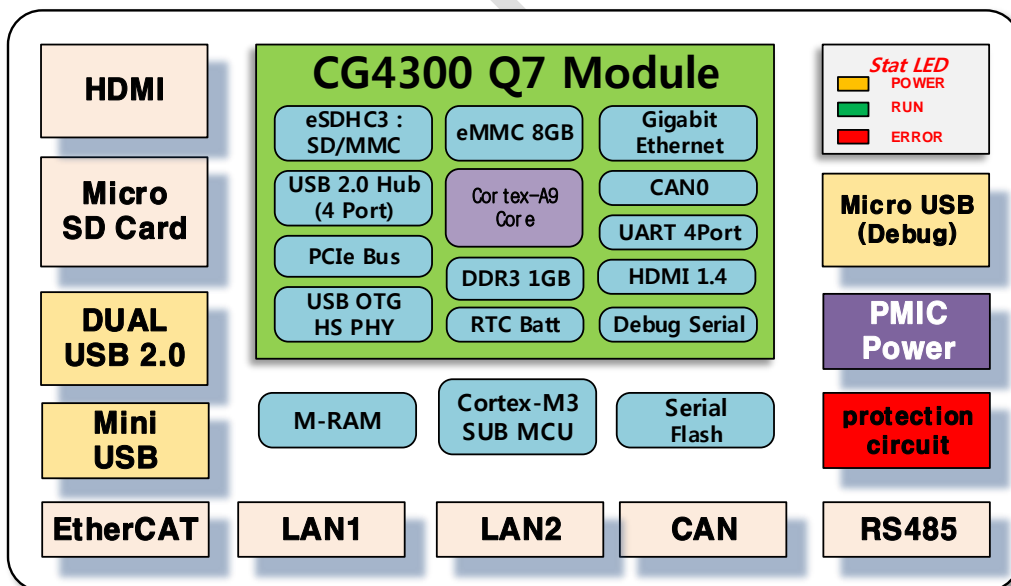 HDMI
Micro
SD Card
DUAL
USB 2.0
Mini
USB
CG4300 Q7 Module
eSDHC3 :
SD/MMC
eMMC 8GB
Gigabit
Ethernet
USB 2.0 Hub
(4 Port)
Cortex-A9
Core
CAN0
UART 4Port
PCIe Bus
DDR3 1GB
HDMI 1.4
USB OTG
HS PHY
RTC Batt
Debug Serial
M-RAM
Cortex-M3
SUB MCU
Serial
Flash
Stat LED
POWER
RUN
ERROR
Micro USB
(Debug)
PMIC
Power
protection
circuit
EtherCAT
LAN1
LAN2
CAN
RS485